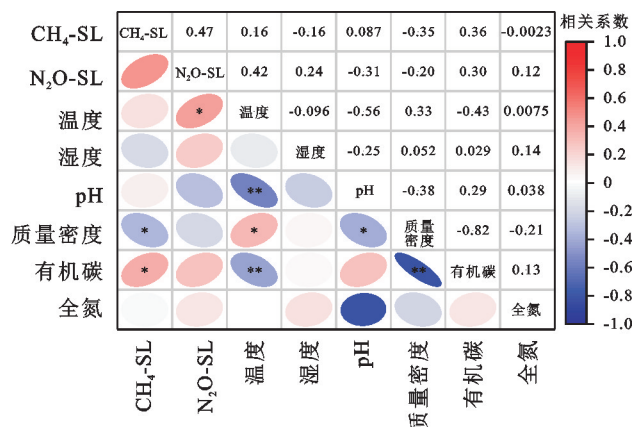 相关系数
CH₄-SL CH₄-SL 0.47 0.16 -0.16 0.087 -0.35 0.36 -0.0023
N₂O-SL N₂O-SL 0.42 0.24 -0.31 -0.20 0.30 0.12
温度 * 温度 -0.096 -0.56 0.33 -0.43 0.0075
湿度 湿度 -0.25 0.052 0.029 0.14
pH ** pH -0.38 0.29 0.038
质量密度 * * * 质量密度 -0.82 -0.21
有机碳 * ** ** 有机碳 0.13
全氮 全氮
CH₄-SL N₂O-SL 温度 湿度 pH 质量密度 有机碳 全氮
1.0
0.8
0.6
0.4
0.2
0
-0.2
-0.4
-0.6
-0.8
-1.0